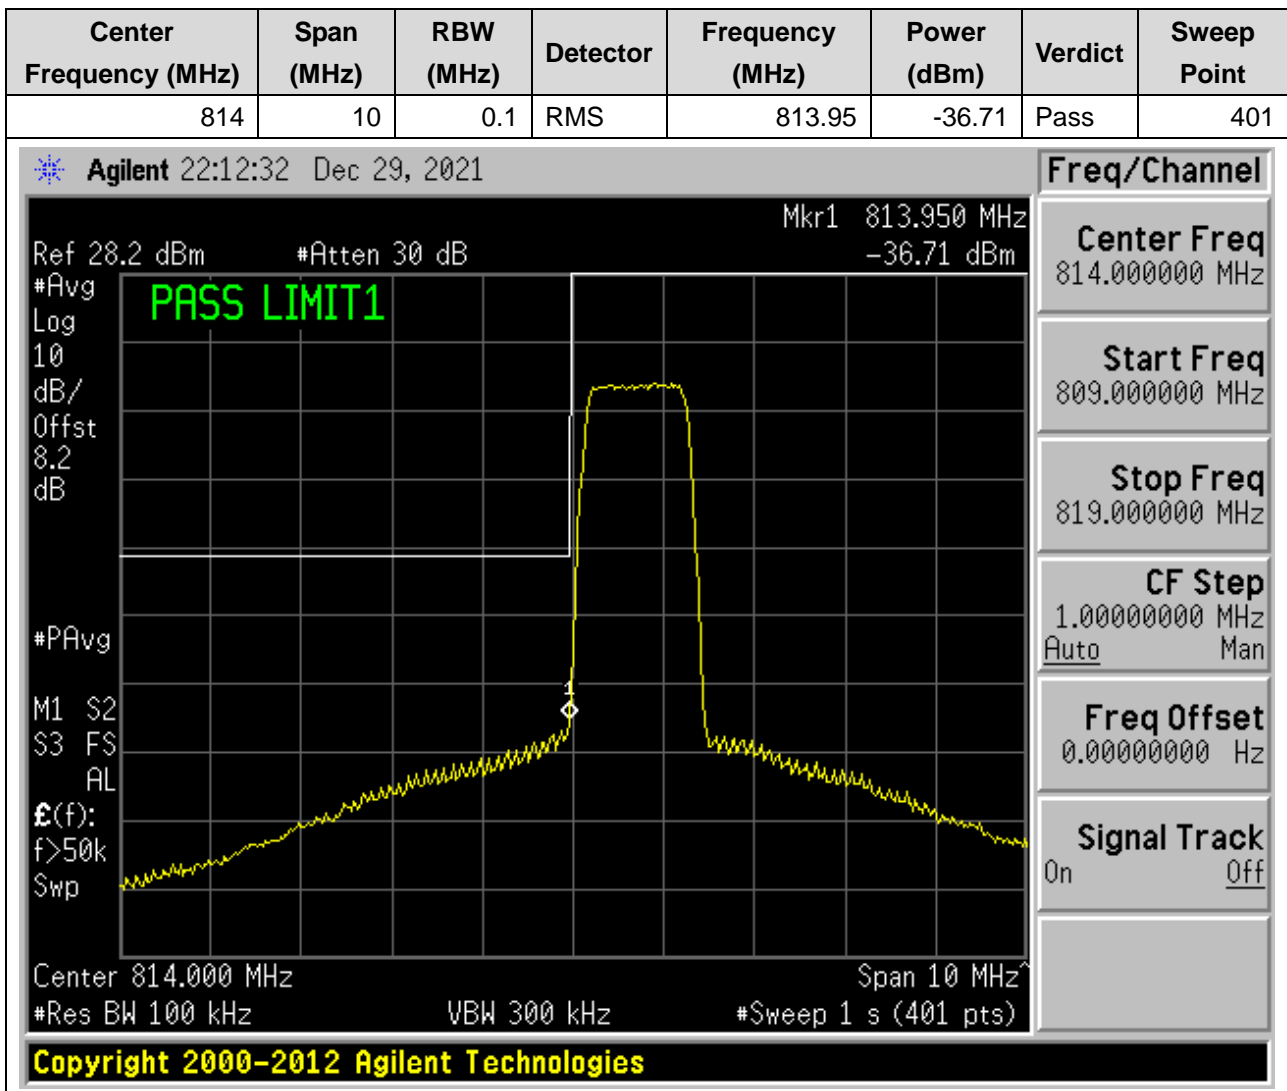 Center Frequency (MHz) Span (MHz) RBW (MHz) Detector Frequency (MHz) Power (dBm) Verdict Sweep Point
814 10 0.1 RMS 813.95 -36.71 Pass 401
Agilent 22:12:32 Dec 29, 2021
Freq/Channel
Mkr1 813.950 MHz
Ref 28.2 dBm #Atten 30 dB -36.71 dBm
#Avg
Log
10
dB/
Offst
8.2
dB
PASS LIMIT1
1
#PAvg
M1 S2
S3 FS
AL
£(f):
f>50k
Swp
Center 814.000 MHz Span 10 MHz^
#Res BW 100 kHz VBW 300 kHz #Sweep 1 s (401 pts)
Center Freq
814.000000 MHz
Start Freq
809.000000 MHz
Stop Freq
819.000000 MHz
CF Step
1.00000000 MHz
Auto Man
Freq Offset
0.00000000 Hz
Signal Track
On Off
Copyright 2000-2012 Agilent Technologies